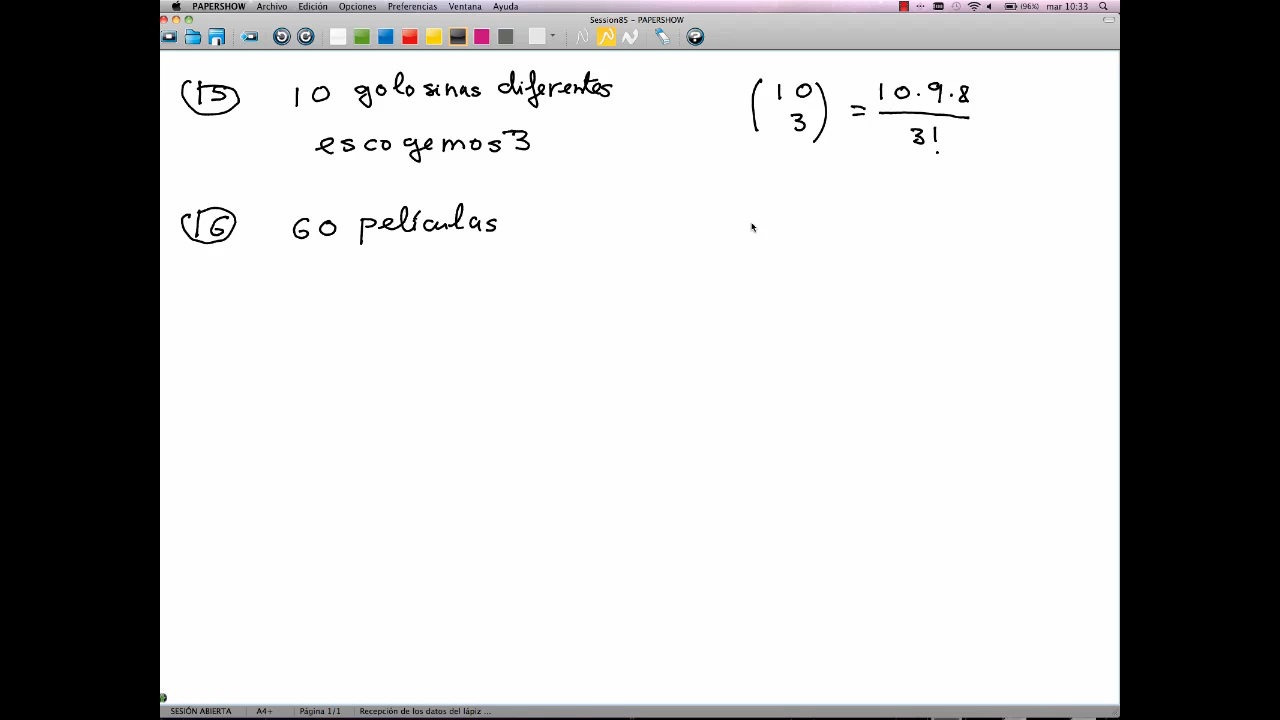 PAPERSHOW Archivo Edición Opciones Preferencias Ventana Ayuda (96%) mar 10:33
Session85 - PAPERSHOW
15 10 golosinas diferentes
escogemos 3
(10 3) = 10·9·8 / 3!
16 60 películas
SESIÓN ABIERTA A4+ Página 1/1 Recepción de los datos del lápiz ...